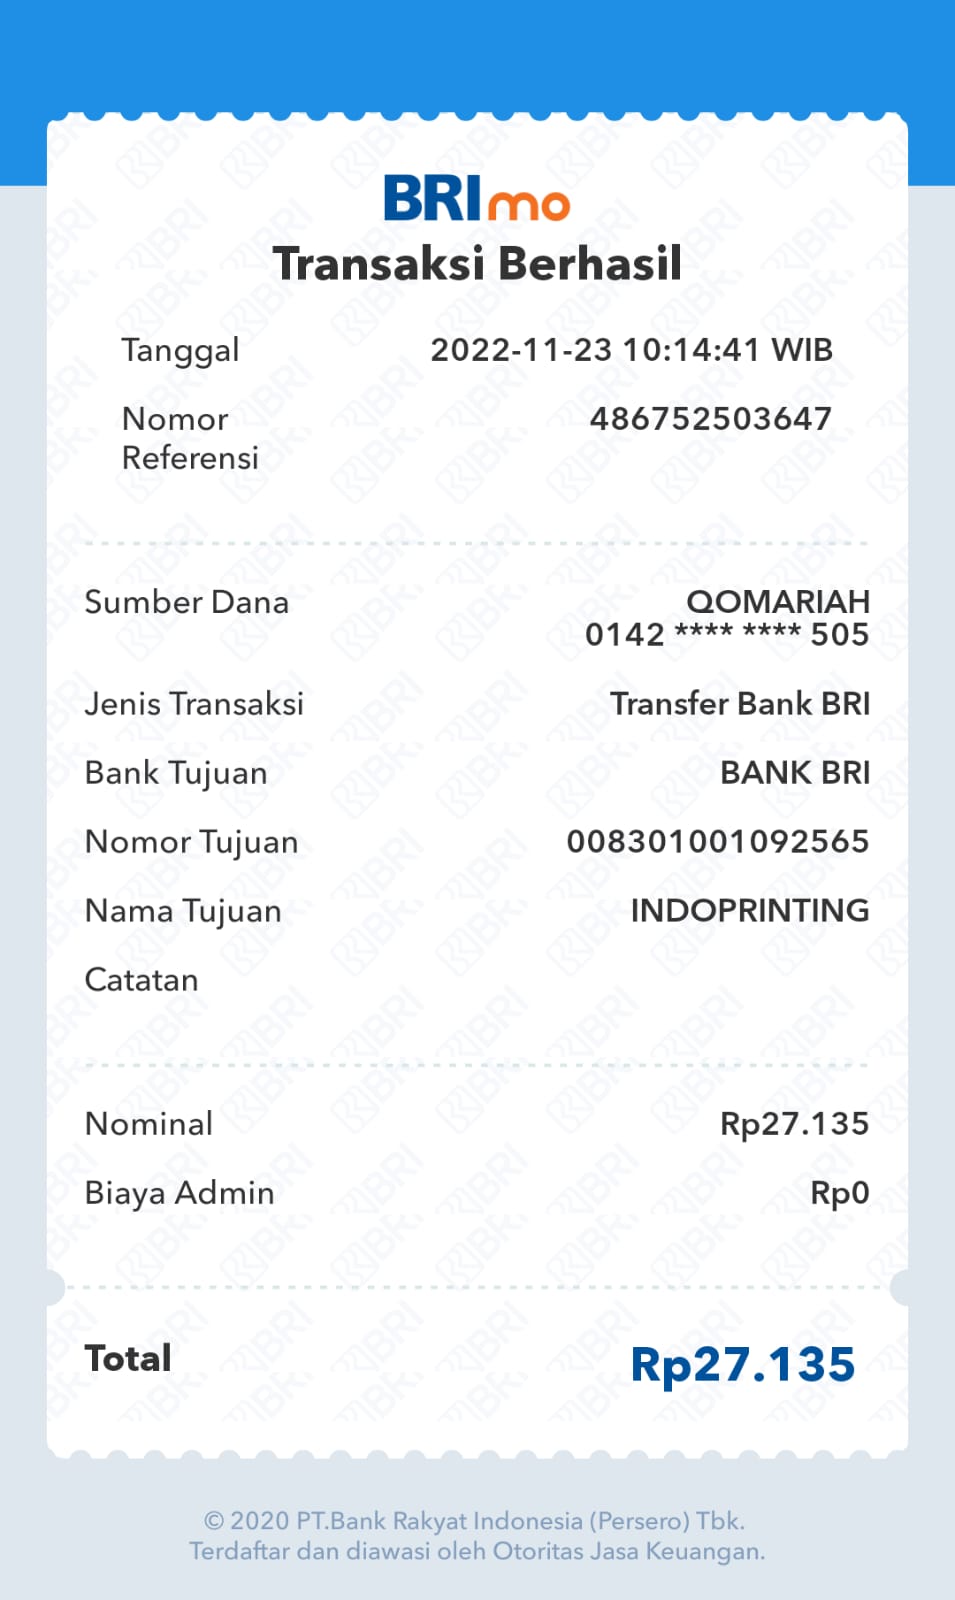 BRImo
Transaksi Berhasil
Tanggal 2022-11-23 10:14:41 WIB
Nomor Referensi 486752503647
Sumber Dana QOMARIAH
0142 **** **** 505
Jenis Transaksi Transfer Bank BRI
Bank Tujuan BANK BRI
Nomor Tujuan 008301001092565
Nama Tujuan INDOPRINTING
Catatan
Nominal Rp27.135
Biaya Admin Rp0
Total Rp27.135
© 2020 PT.Bank Rakyat Indonesia (Persero) Tbk.
Terdaftar dan diawasi oleh Otoritas Jasa Keuangan.